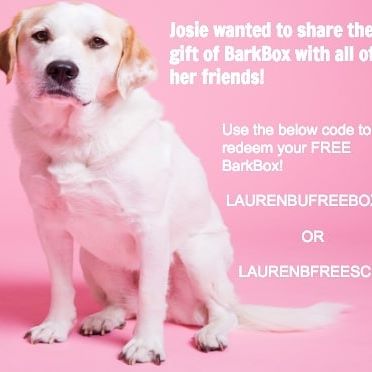 Josie wanted to share the
gift of BarkBox with all of
her friends!
Use the below code to
redeem your FREE
BarkBox!
LAURENBUFREEBOX
OR
LAURENBFREESC